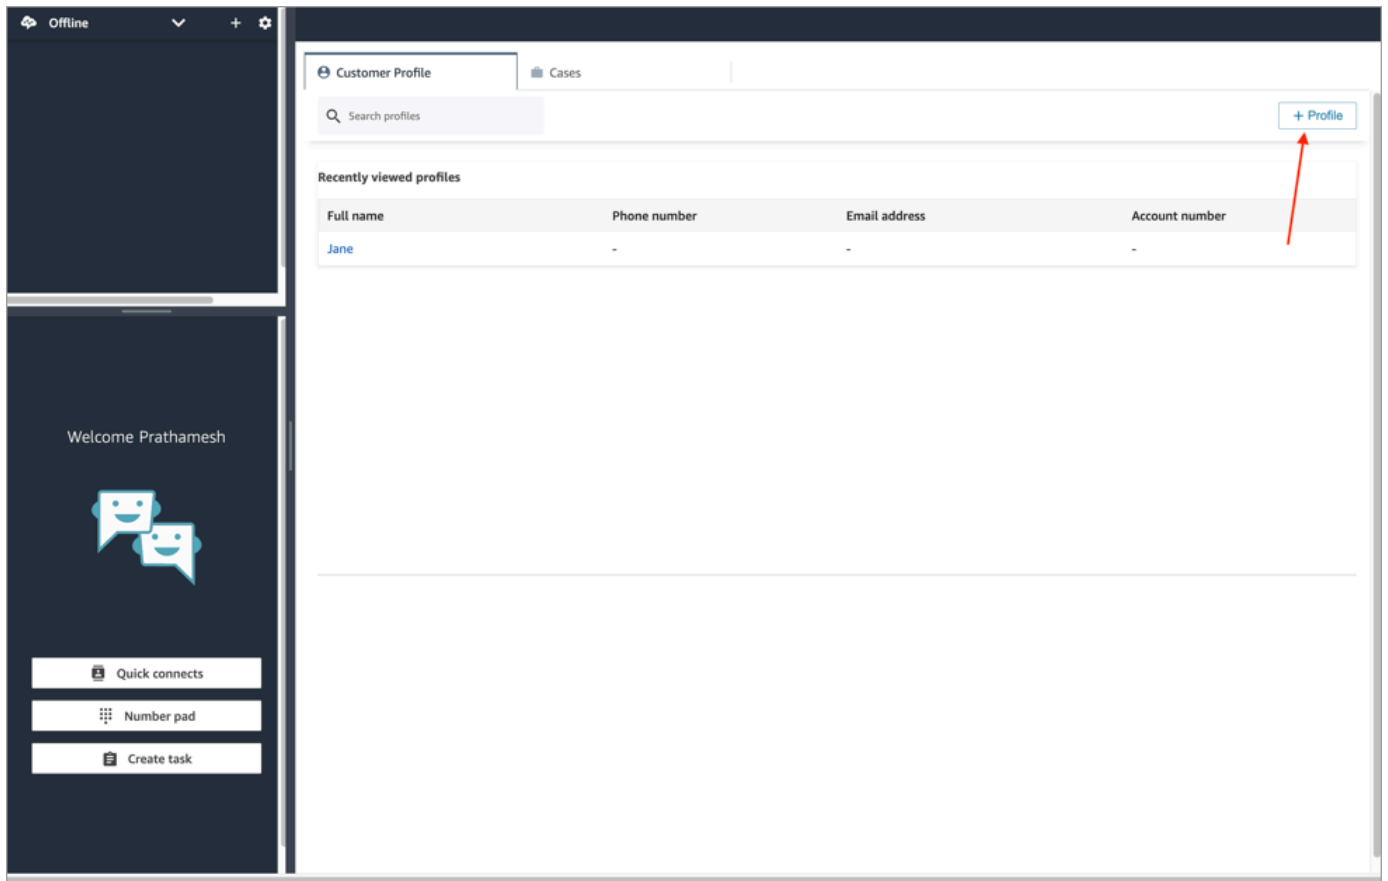 Offline
Customer Profile
Cases
Search profiles
+ Profile
Recently viewed profiles
Full name Phone number Email address Account number
Jane - - -
Welcome Prathamesh
Quick connects
Number pad
Create task